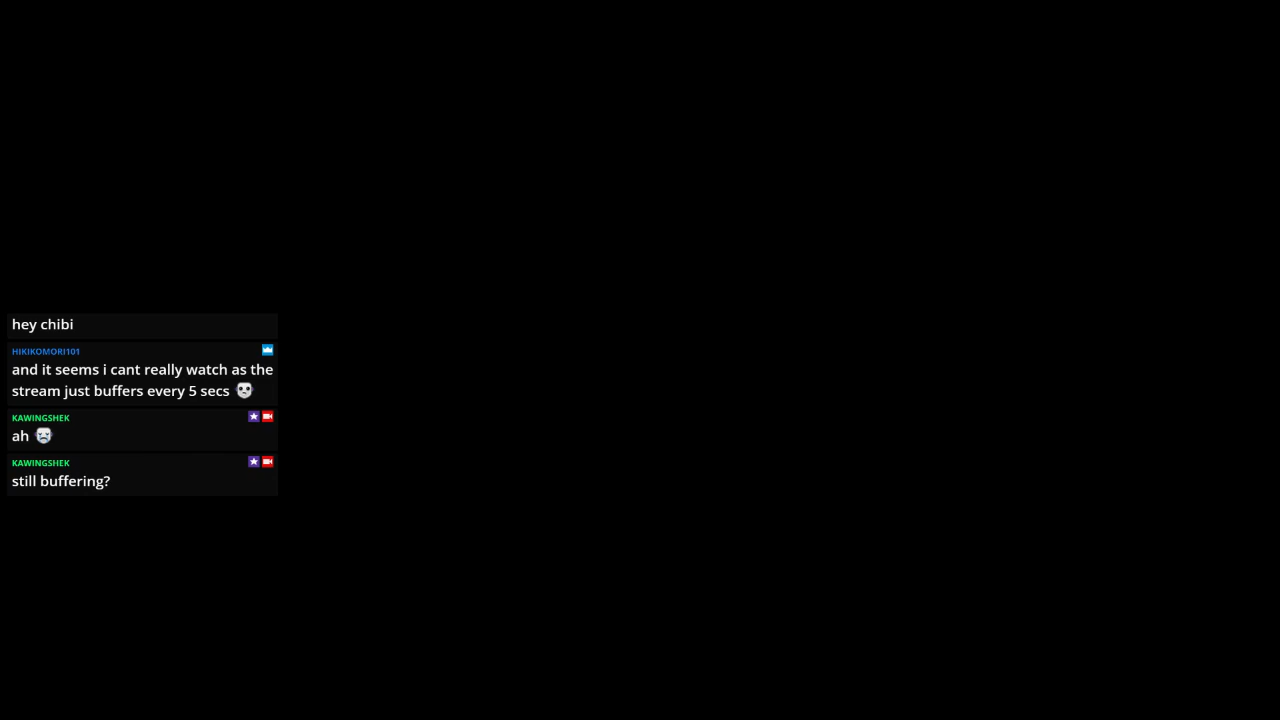 hey chibi
HIKIKOMORI101
and it seems i cant really watch as the
stream just buffers every 5 secs
KAWINGSHEK
ah
KAWINGSHEK
still buffering?